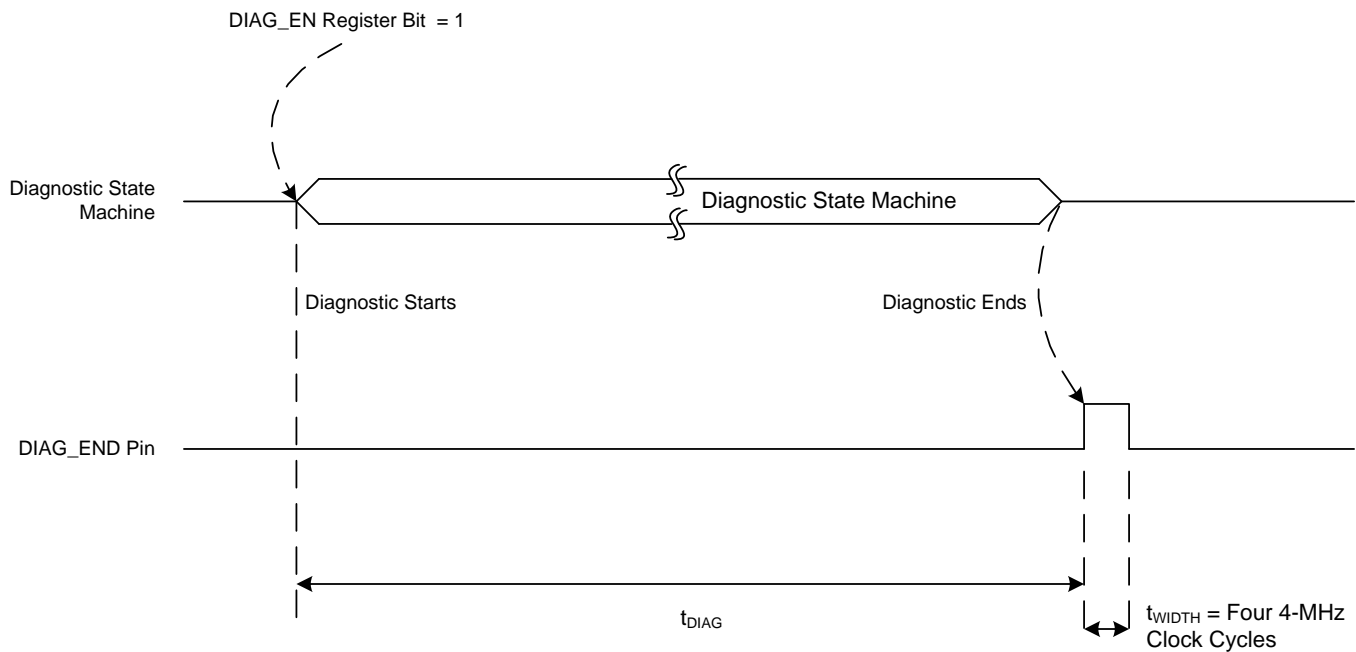 DIAG_EN Register Bit = 1
Diagnostic State
Machine
Diagnostic State Machine
Diagnostic Starts
Diagnostic Ends
DIAG_END Pin
tDIAG
tWIDTH = Four 4-MHz
Clock Cycles